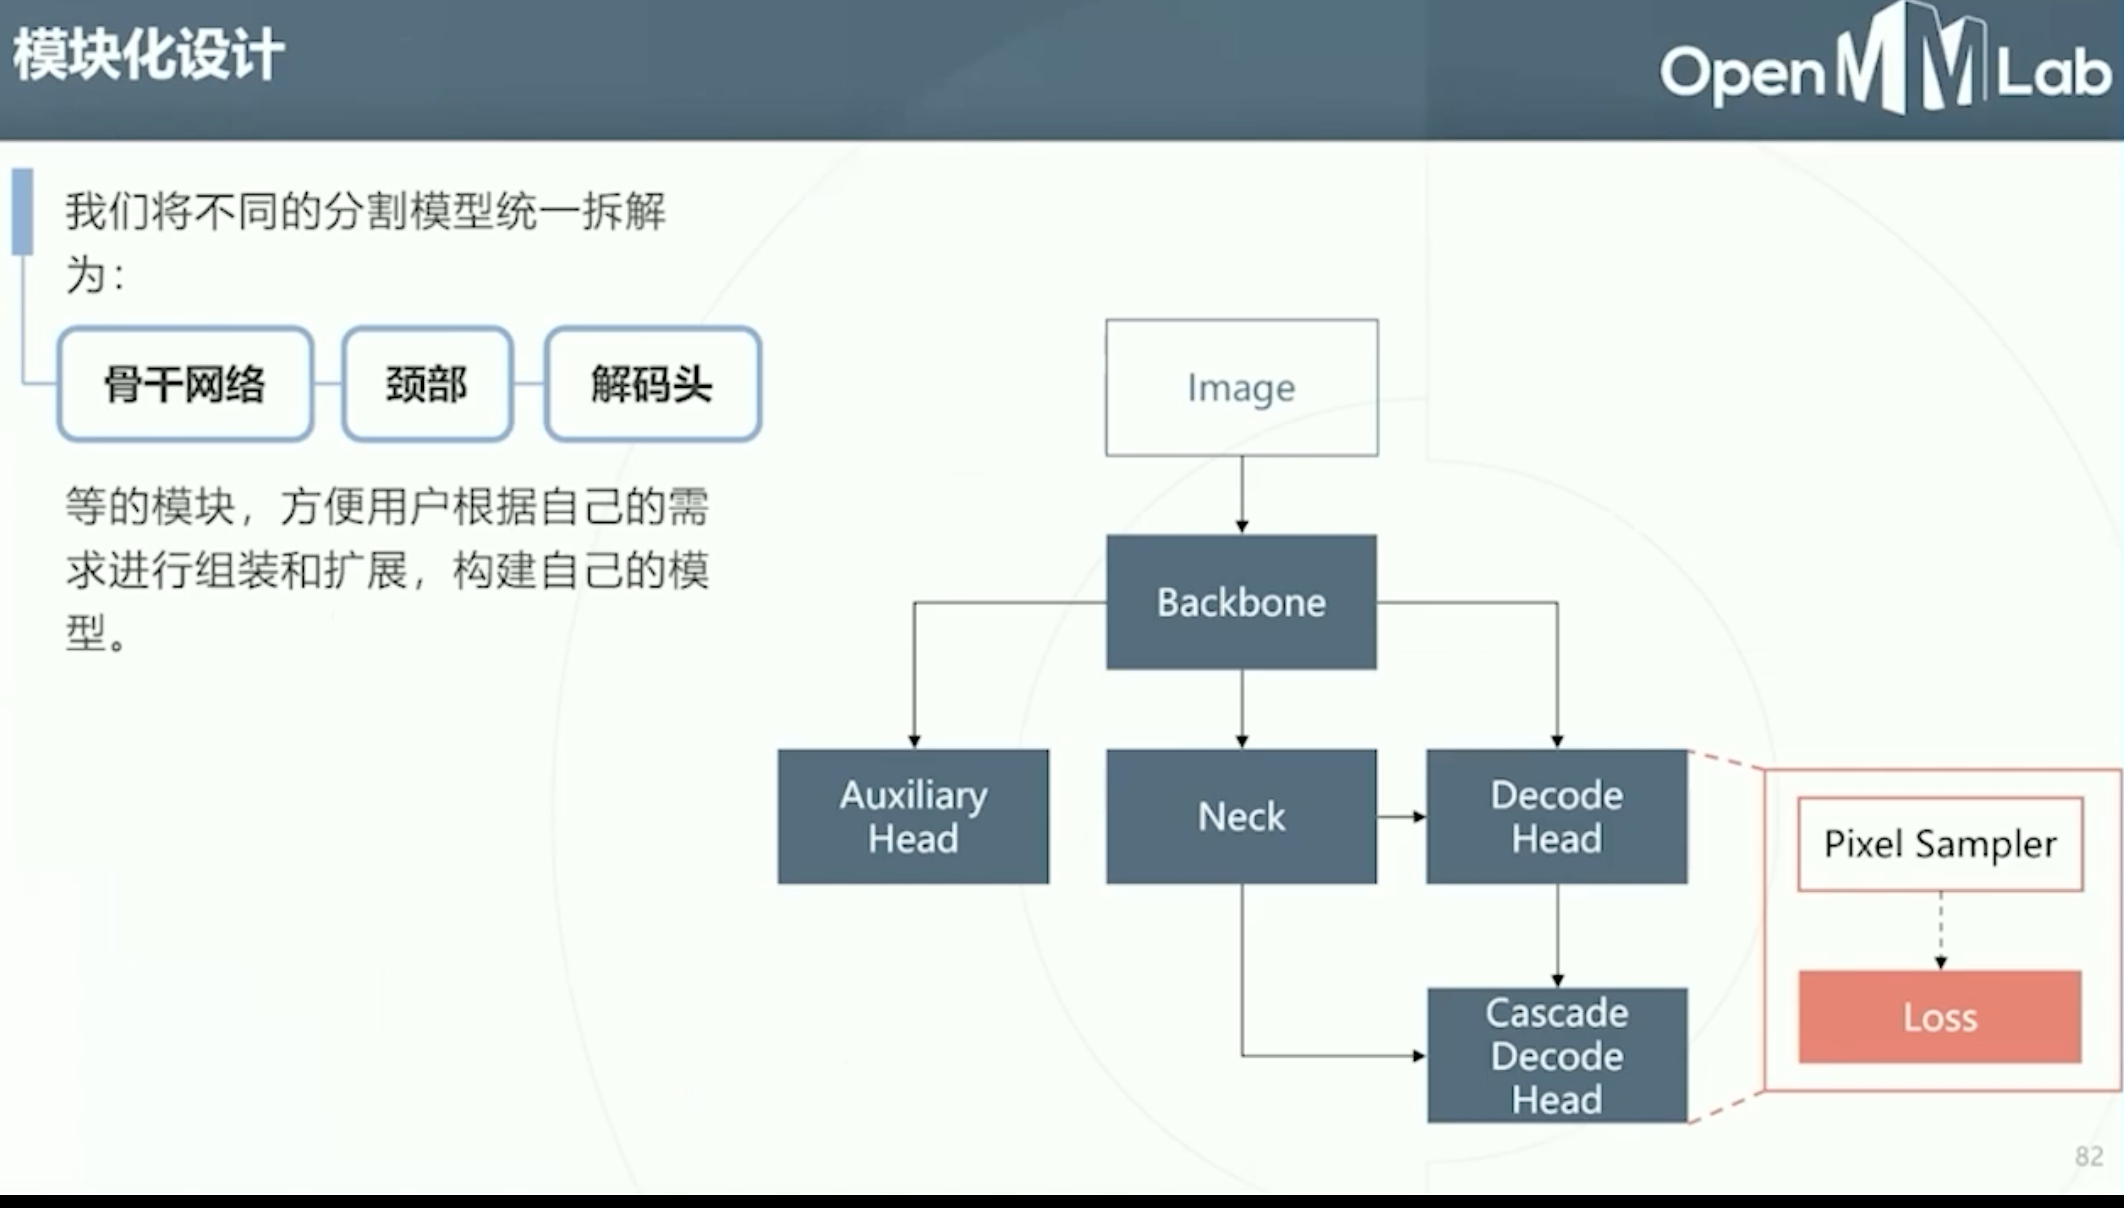 模块化设计
OpenMMLab
我们将不同的分割模型统一拆解
为：
骨干网络
颈部
解码头
等的模块，方便用户根据自己的需
求进行组装和扩展，构建自己的模
型。
Image
Backbone
Auxiliary
Head
Neck
Decode
Head
Pixel Sampler
Loss
Cascade
Decode
Head
82